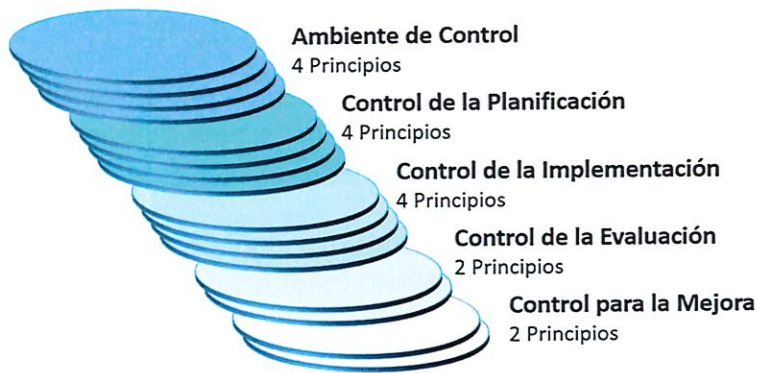 Ambiente de Control
4 Principios
Control de la Planificación
4 Principios
Control de la Implementación
4 Principios
Control de la Evaluación
2 Principios
Control para la Mejora
2 Principios